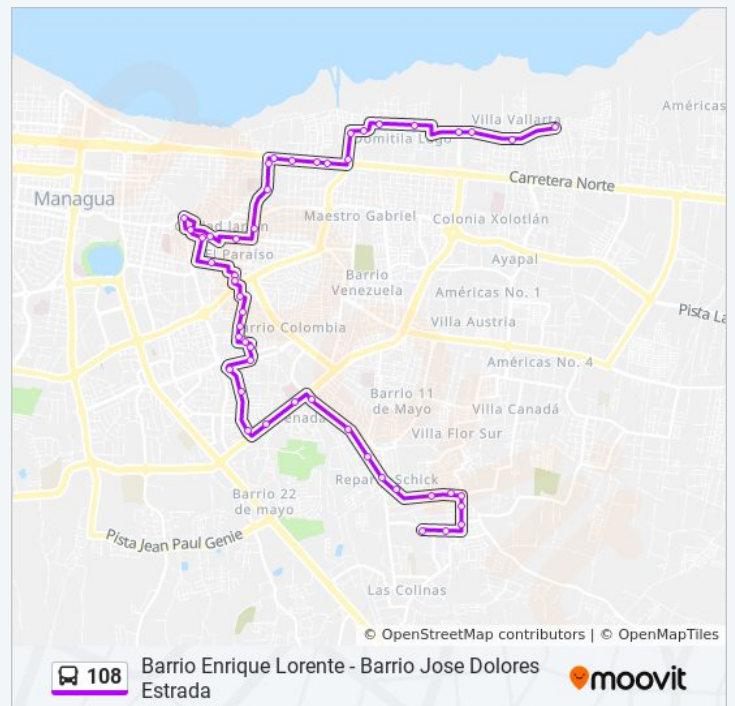 Villa Vallarta
Américas
Domitila Lugo
Carretera Norte
Managua
Maestro Gabriel
Colonia Xolotlán
El Paraiso
Ayapal
Barrio
Venezuela
Américas No. 1
Pista La
Villa Austria
Barrio Colombia
Américas No. 4
Barrio 11
de Mayo
Villa Canadá
Villa Flor Sur
Reparto Schick
Barrio 22
de mayo
Pista Jean Paul Genie
Las Colinas
© OpenStreetMap contributors | © OpenMapTiles
108
Barrio Enrique Lorente - Barrio Jose Dolores
Estrada
moovit